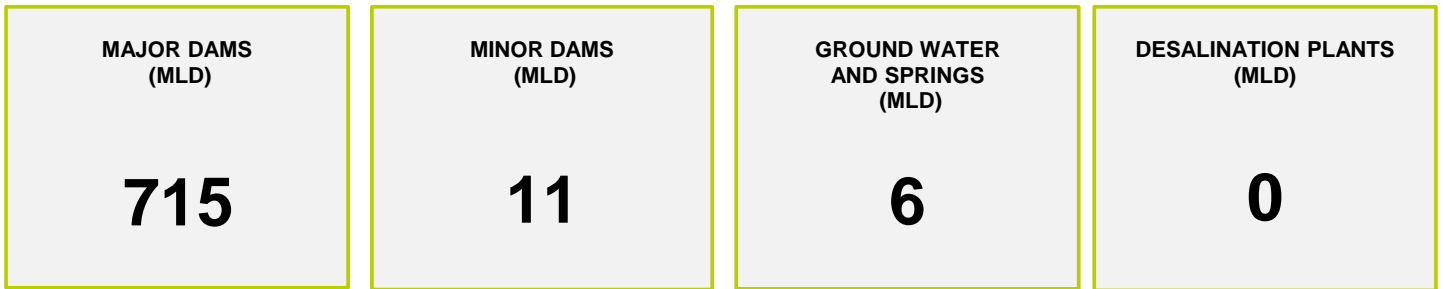 MAJOR DAMS
(MLD)
715
MINOR DAMS
(MLD)
11
GROUND WATER
AND SPRINGS
(MLD)
6
DESALINATION PLANTS
(MLD)
0